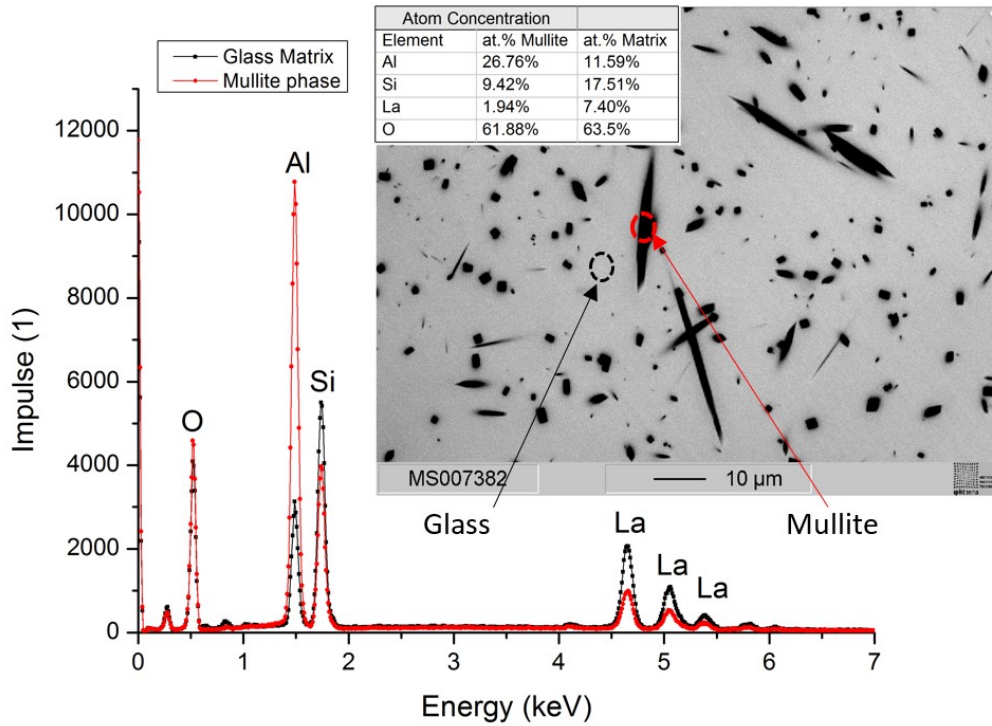 Atom Concentration
Element at.% Mullite at.% Matrix
Al 26.76% 11.59%
Si 9.42% 17.51%
La 1.94% 7.40%
O 61.88% 63.5%
Glass Matrix
Mullite phase
12000
10000
8000
6000
4000
2000
0
Impulse (1)
O
Al
Si
La
La
La
MS007382
10 µm
Glass
Mullite
0 1 2 3 4 5 6 7
Energy (keV)